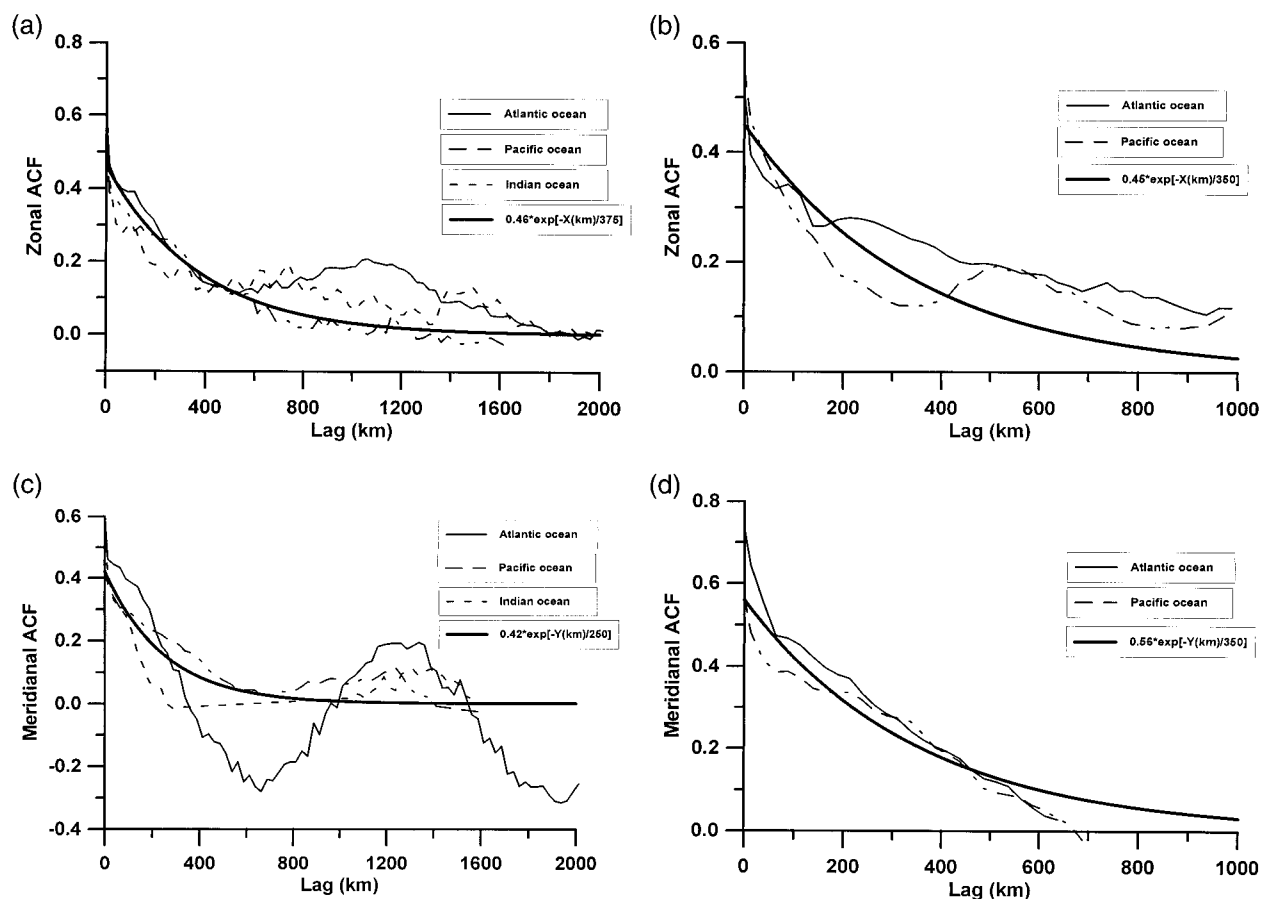 (a)
0.8
0.6
0.4
0.2
0.0
Zonal ACF
Atlantic ocean
Pacific ocean
Indian ocean
0.46*exp[-X(km)/375]
0 400 800 1200 1600 2000
Lag (km)
(b)
0.6
0.4
0.2
0.0
Zonal ACF
Atlantic ocean
Pacific ocean
0.45*exp[-X(km)/350]
0 200 400 600 800 1000
Lag (km)
(c)
0.6
0.4
0.2
0.0
-0.2
-0.4
Meridianal ACF
Atlantic ocean
Pacific ocean
Indian ocean
0.42*exp[-Y(km)/250]
0 400 800 1200 1600 2000
Lag (km)
(d)
0.8
0.6
0.4
0.2
0.0
Meridianal ACF
Atlantic ocean
Pacific ocean
0.56*exp[-Y(km)/350]
0 200 400 600 800 1000
Lag (km)